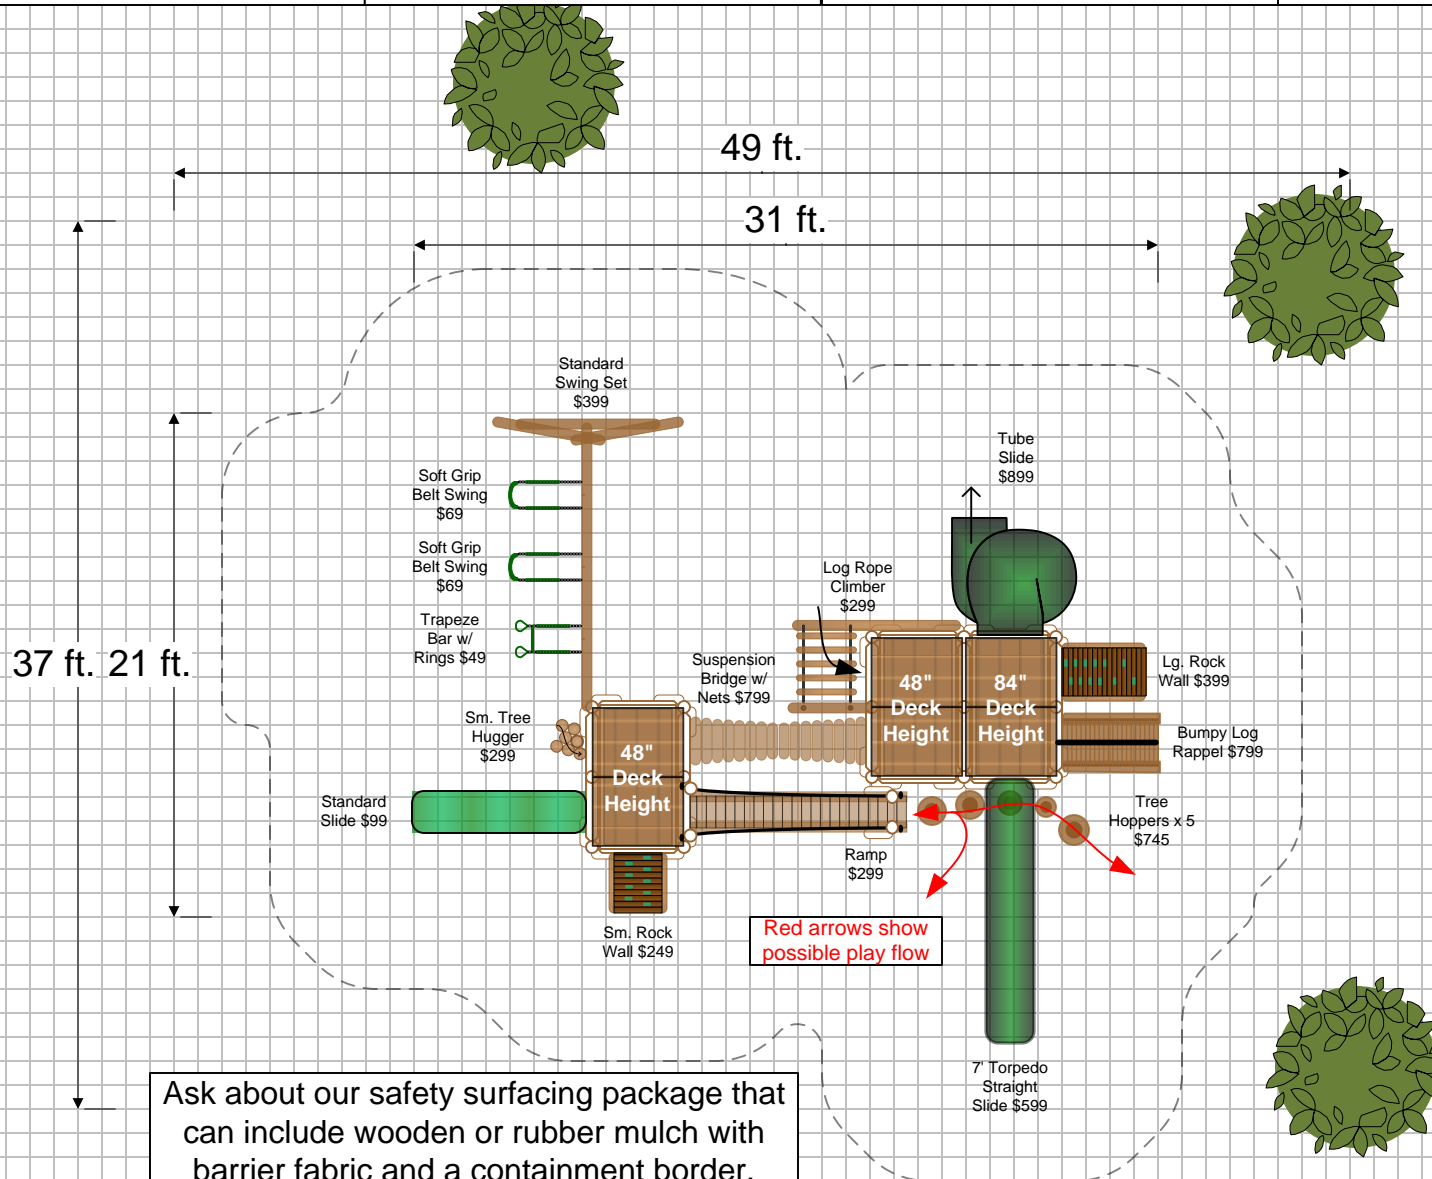 49 ft.
31 ft.
37 ft.
21 ft.
Standard
Swing Set
$399
Soft Grip
Belt Swing
$69
Soft Grip
Belt Swing
$69
Trapeze
Bar w/
Rings $49
Tube
Slide
$899
Log Rope
Climber
$299
Suspension
Bridge w/
Nets $799
48"
Deck
Height
84"
Deck
Height
Lg. Rock
Wall $399
Bumpy Log
Rappel $799
Sm. Tree
Hugger
$299
48"
Deck
Height
Standard
Slide $99
Tree
Hoppers x 5
$745
Ramp
$299
Sm. Rock
Wall $249
Red arrows show
possible play flow
7' Torpedo
Straight
Slide $599
Ask about our safety surfacing package that
can include wooden or rubber mulch with
barrier fabric and a containment border.